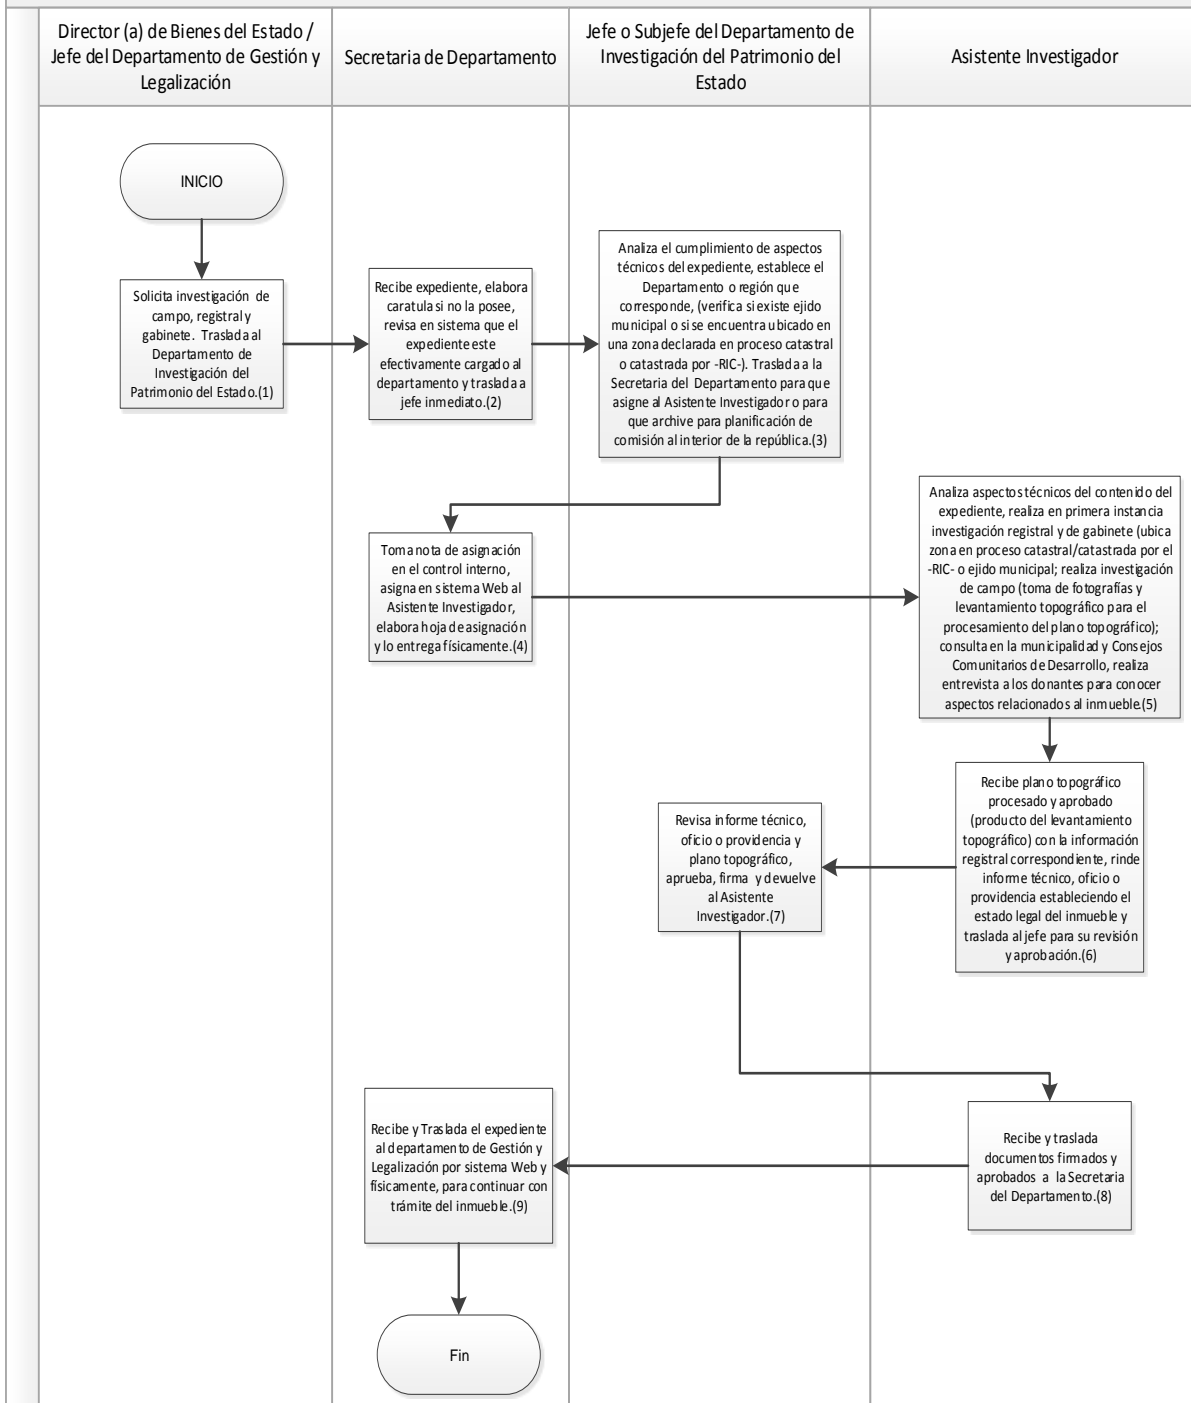 Director (a) de Bienes del Estado /
Jefe del Departamento de Gestión y
Legalización
Secretaria de Departamento
Jefe o Subjefe del Departamento de
Investigación del Patrimonio del
Estado
Asistente Investigador
INICIO
Solicita investigación de
campo, registral y
gabinete. Traslada al
Departamento de
Investigación del
Patrimonio del Estado.(1)
Recibe expediente, elabora
caratula si no la posee,
revisa en sistema que el
expediente este
efectivamente cargado al
departamento y traslada a
jefe inmediato.(2)
Analiza el cumplimiento de aspectos
técnicos del expediente, establece el
Departamento o región que
corresponde, (verifica si existe ejido
municipal o si se encuentra ubicado en
una zona declarada en proceso catastral
o catastrada por -RIC-). Traslada a la
Secretaria del Departamento para que
asigne al Asistente Investigador o para
que archive para planificación de
comisión al interior de la república.(3)
Toma nota de asignación
en el control interno,
asigna en sistema Web al
Asistente Investigador,
elabora hoja de asignación
y lo entrega físicamente.(4)
Analiza aspectos técnicos del contenido del
expediente, realiza en primera instancia
investigación registral y de gabinete (ubica
zona en proceso catastral/catastrada por el
-RIC- o ejido municipal; realiza investigación
de campo (toma de fotografías y
levantamiento topográfico para el
procesamiento del plano topográfico);
consulta en la municipalidad y Consejos
Comunitarios de Desarrollo, realiza
entrevista a los donantes para conocer
aspectos relacionados al inmueble.(5)
Recibe plano topográfico
procesado y aprobado
(producto del levantamiento
topográfico) con la información
registral correspondiente, rinde
informe técnico, oficio o
providencia estableciendo el
estado legal del inmueble y
traslada al jefe para su revisión
y aprobación.(6)
Revisa informe técnico,
oficio o providencia y
plano topográfico,
aprueba, firma y devuelve
al Asistente
Investigador.(7)
Recibe y traslada
documentos firmados y
aprobados a la Secretaria
del Departamento.(8)
Recibe y Traslada el expediente
al departamento de Gestión y
Legalización por sistema Web y
físicamente, para continuar con
trámite del inmueble.(9)
Fin